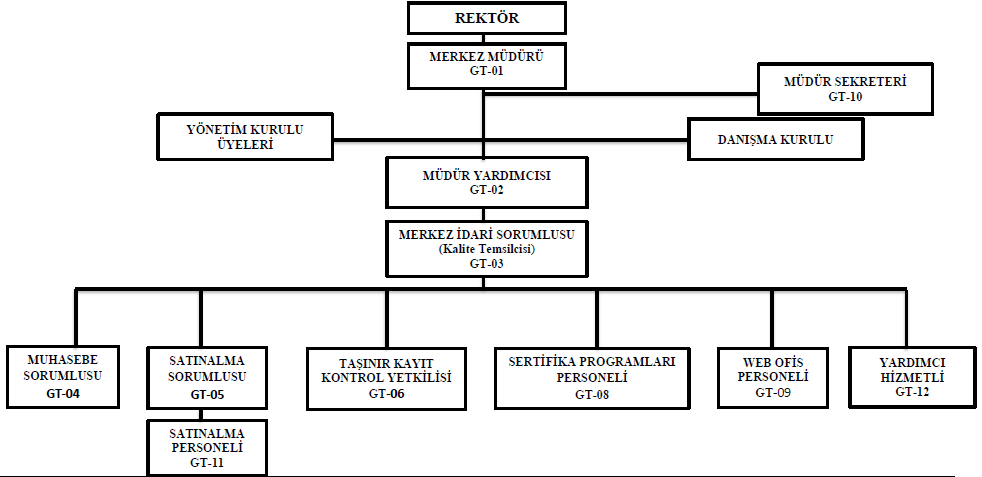 REKTÖR
MERKEZ MÜDÜRÜ
GT-01
MÜDÜR SEKRETERİ
GT-10
YÖNETİM KURULU
ÜYELERİ
DANIŞMA KURULU
MÜDÜR YARDIMCISI
GT-02
MERKEZ İDARİ SORUMLUSU
(Kalite Temsilcisi)
GT-03
MUHASEBE
SORUMLUSU
GT-04
SATINALMA
SORUMLUSU
GT-05
TAŞINIR KAYIT
KONTROL YETKİLİSİ
GT-06
SERTİFİKA PROGRAMLARI
PERSONELİ
GT-08
WEB OFİS
PERSONELİ
GT-09
YARDIMCI
HİZMETLİ
GT-12
SATINALMA
PERSONELİ
GT-11